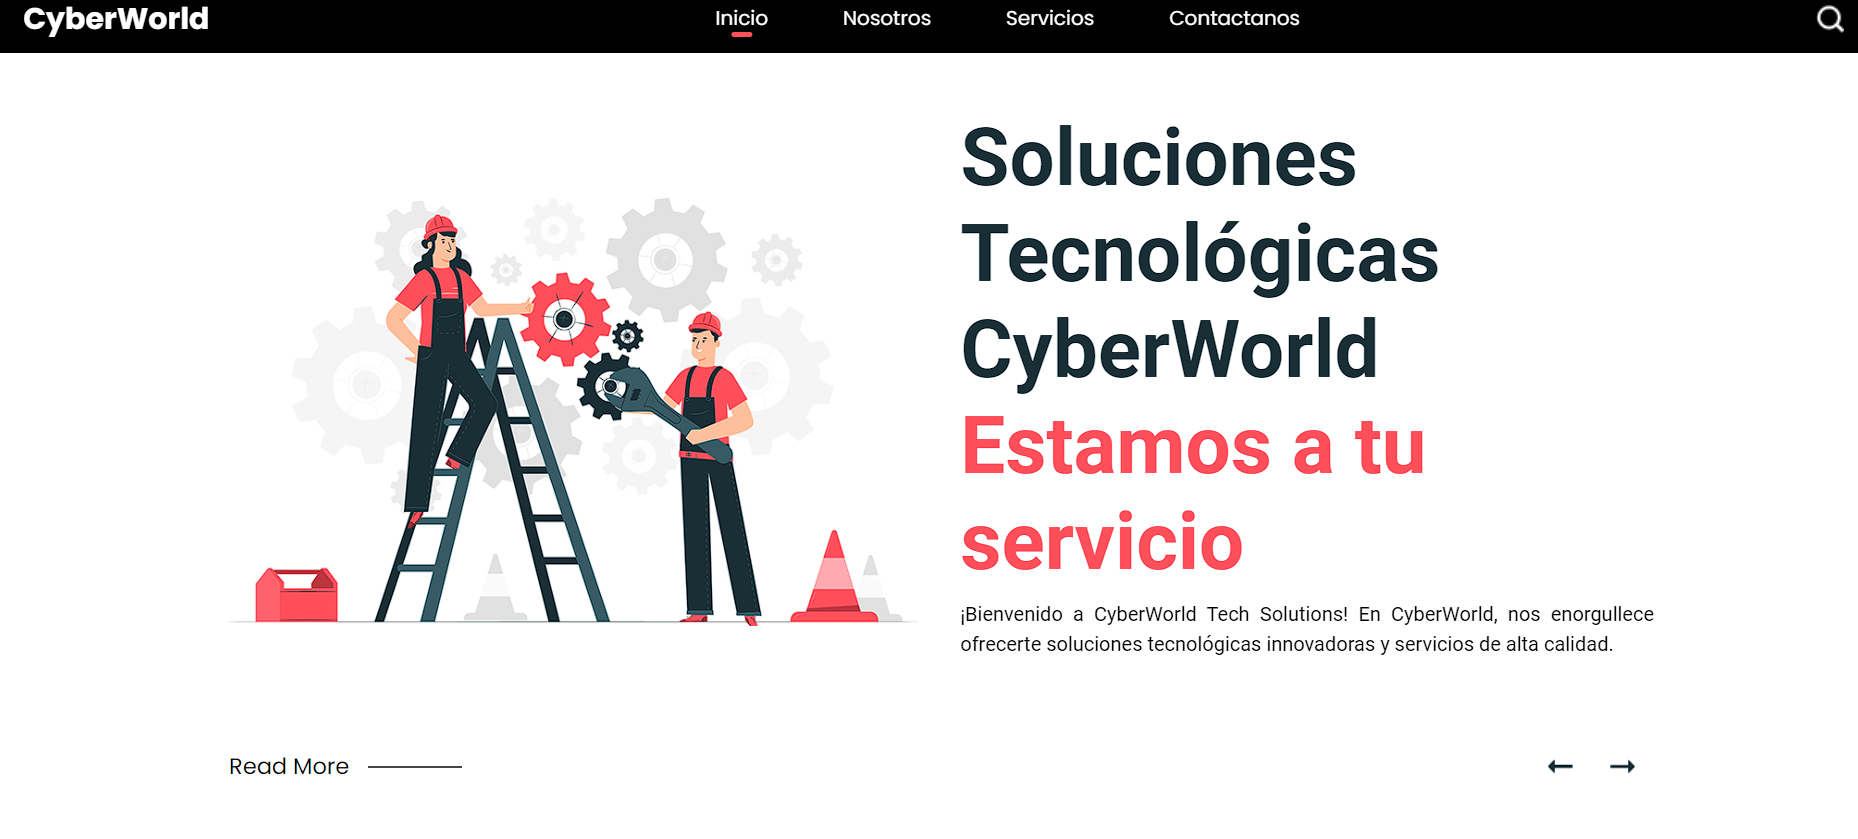 CyberWorld
Inicio
Nosotros
Servicios
Contactanos
Soluciones
Tecnológicas
CyberWorld
Estamos a tu
servicio
¡Bienvenido a CyberWorld Tech Solutions! En CyberWorld, nos enorgullece
ofrecerte soluciones tecnológicas innovadoras y servicios de alta calidad.
Read More